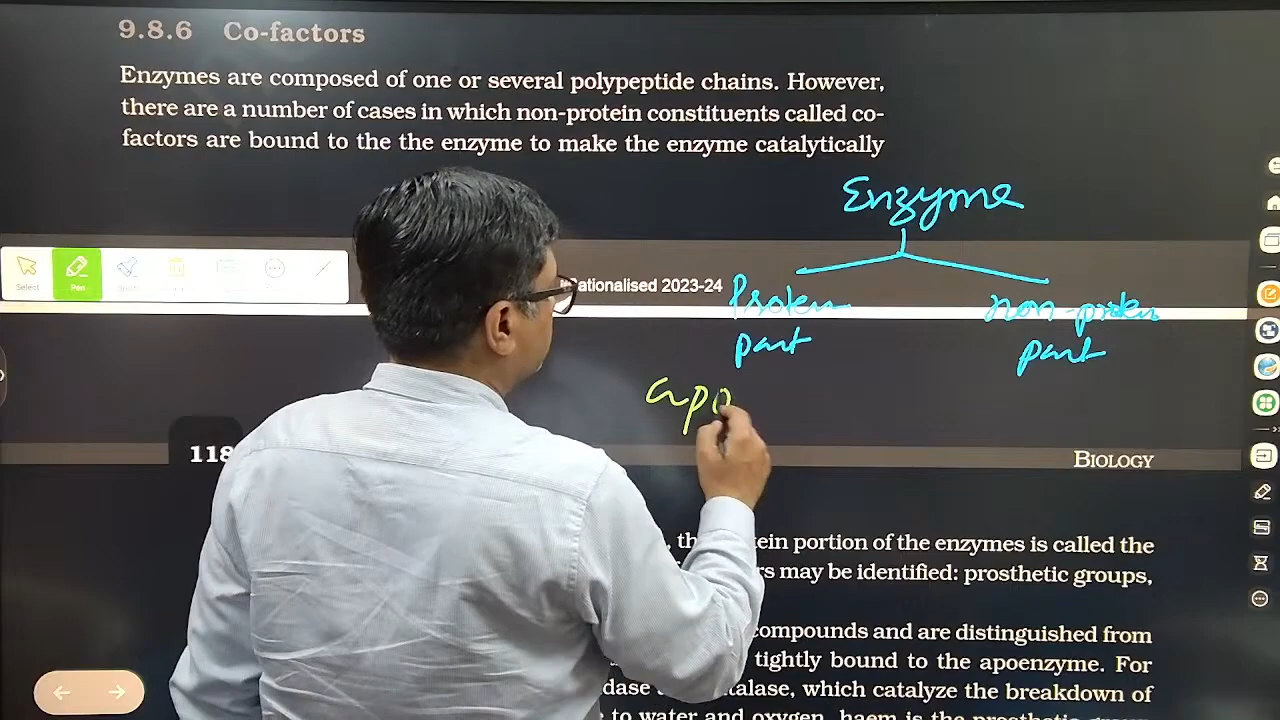 9.8.6 Co-factors
Enzymes are composed of one or several polypeptide chains. However,
there are a number of cases in which non-protein constituents called co-
factors are bound to the the enzyme to make the enzyme catalytically
Enzyme
Select
Pen
Rationalised 2023-24
Protein
part
non-protein
part
apo
118
BIOLOGY
portion of the enzymes is called the
may be identified: prosthetic groups,
compounds and are distinguished from
tightly bound to the apoenzyme. For
which catalyze the breakdown of
to water and oxygen, haem is the prosthetic group